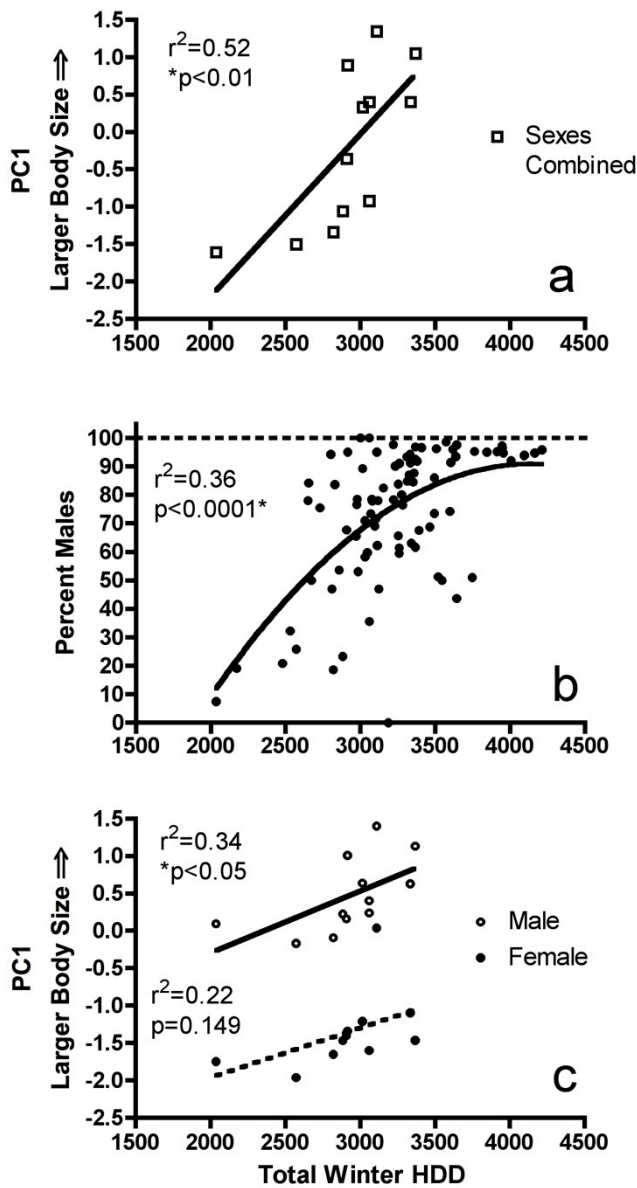 1.5
1.0
0.5
0.0
-0.5
-1.0
-1.5
-2.0
-2.5
PC1
Larger Body Size ⇒
r²=0.52
*p<0.01
Sexes
Combined
a
1500 2000 2500 3000 3500 4000 4500
100
90
80
70
60
50
40
30
20
10
0
Percent Males
r²=0.36
p<0.0001*
b
1500 2000 2500 3000 3500 4000 4500
1.5
1.0
0.5
0.0
-0.5
-1.0
-1.5
-2.0
-2.5
PC1
Larger Body Size ⇒
r²=0.34
*p<0.05
Male
Female
r²=0.22
p=0.149
c
1500 2000 2500 3000 3500 4000 4500
Total Winter HDD